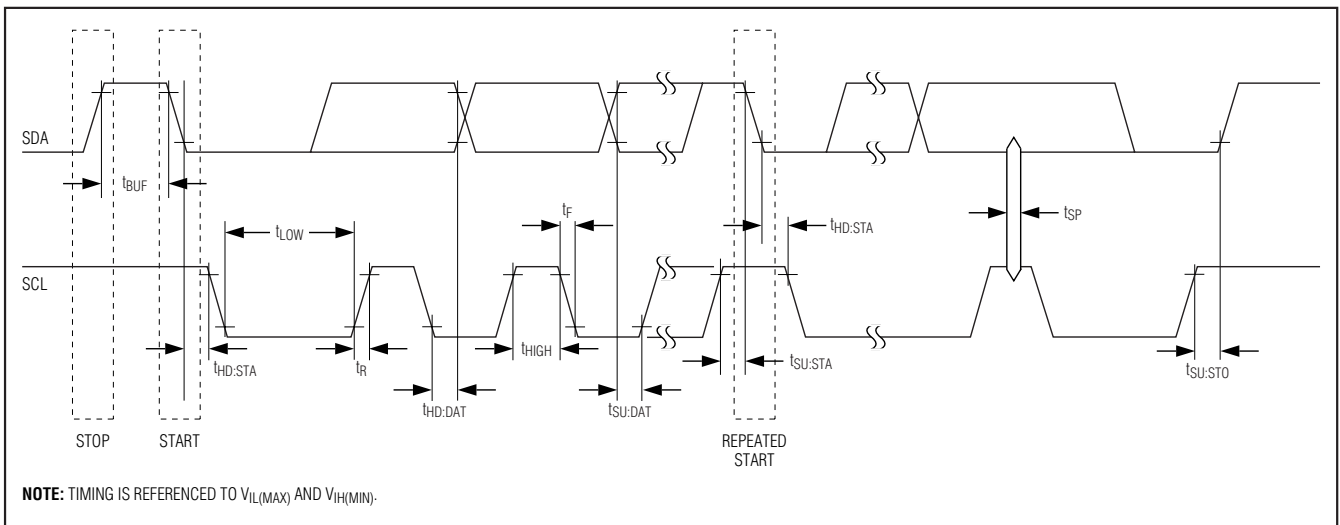 SDA
tBUF
tF
tSP
tLOW
tHD:STA
SCL
tHD:STA
tR
tHIGH
tSU:STA
tSU:STO
tHD:DAT
tSU:DAT
STOP
START
REPEATED
START
NOTE: TIMING IS REFERENCED TO VIL(MAX) AND VIH(MIN).